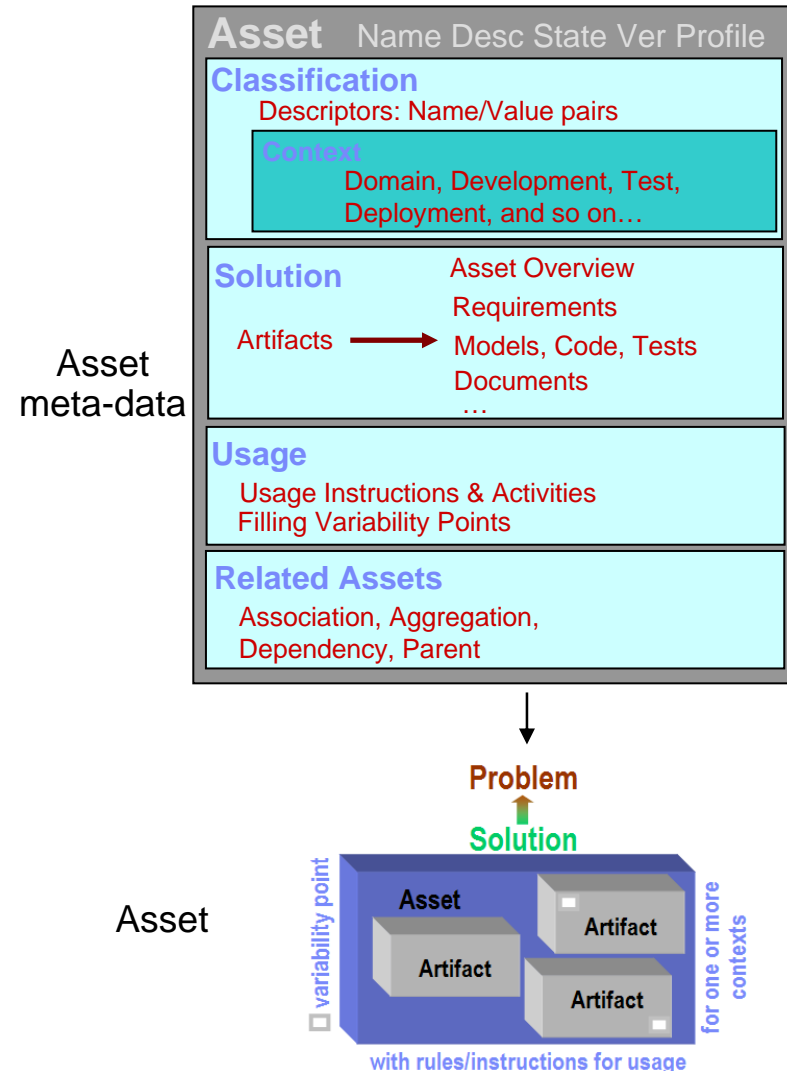 Asset Name Desc State Ver Profile
Classification
Descriptors: Name/Value pairs
Context
Domain, Development, Test,
Deployment, and so on…
Solution
Artifacts
Asset Overview
Requirements
Models, Code, Tests
Documents
…
Usage
Usage Instructions & Activities
Filling Variability Points
Related Assets
Association, Aggregation,
Dependency, Parent
Asset
meta-data
Problem
Solution
Asset
variability point
Asset
Artifact
Artifact
Artifact
for one or more
contexts
with rules/instructions for usage